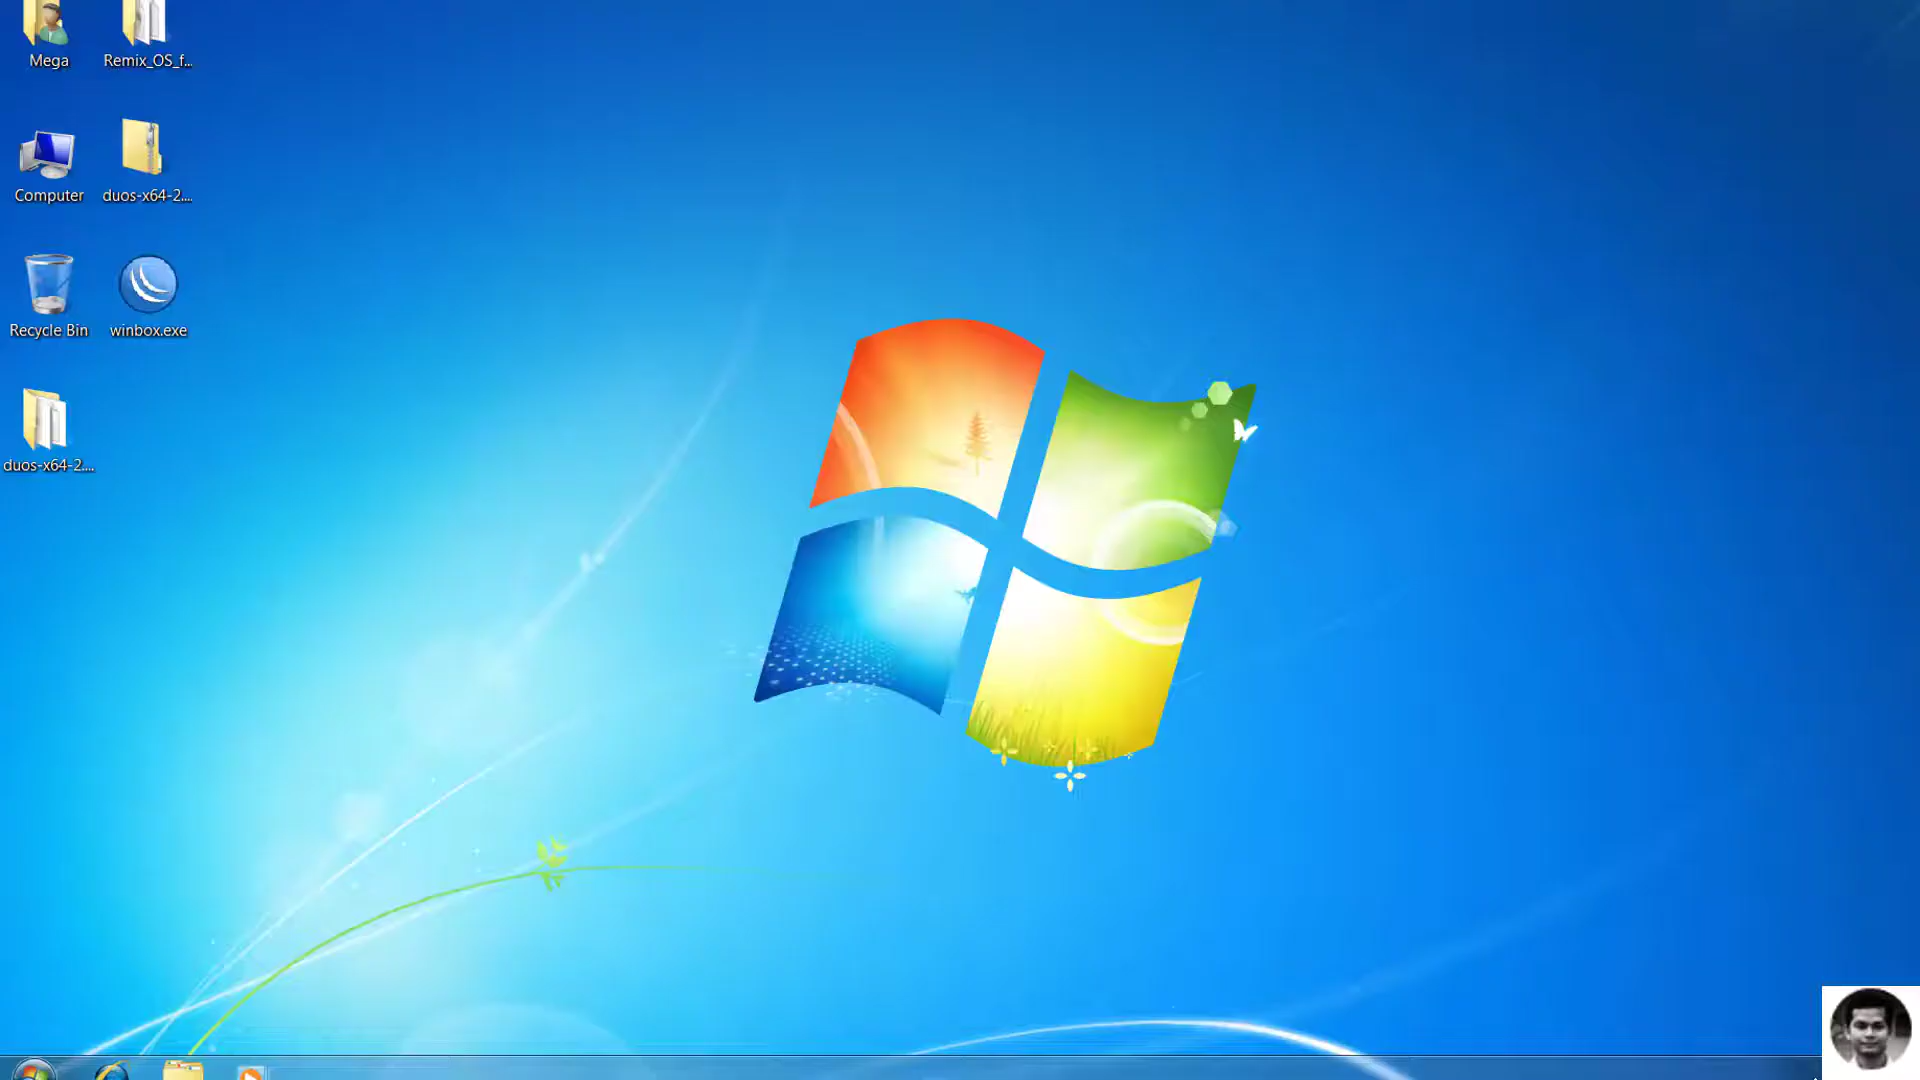 Mega
Remix_OS_f...
Computer
duos-x64-2....
Recycle Bin
winbox.exe
duos-x64-2....